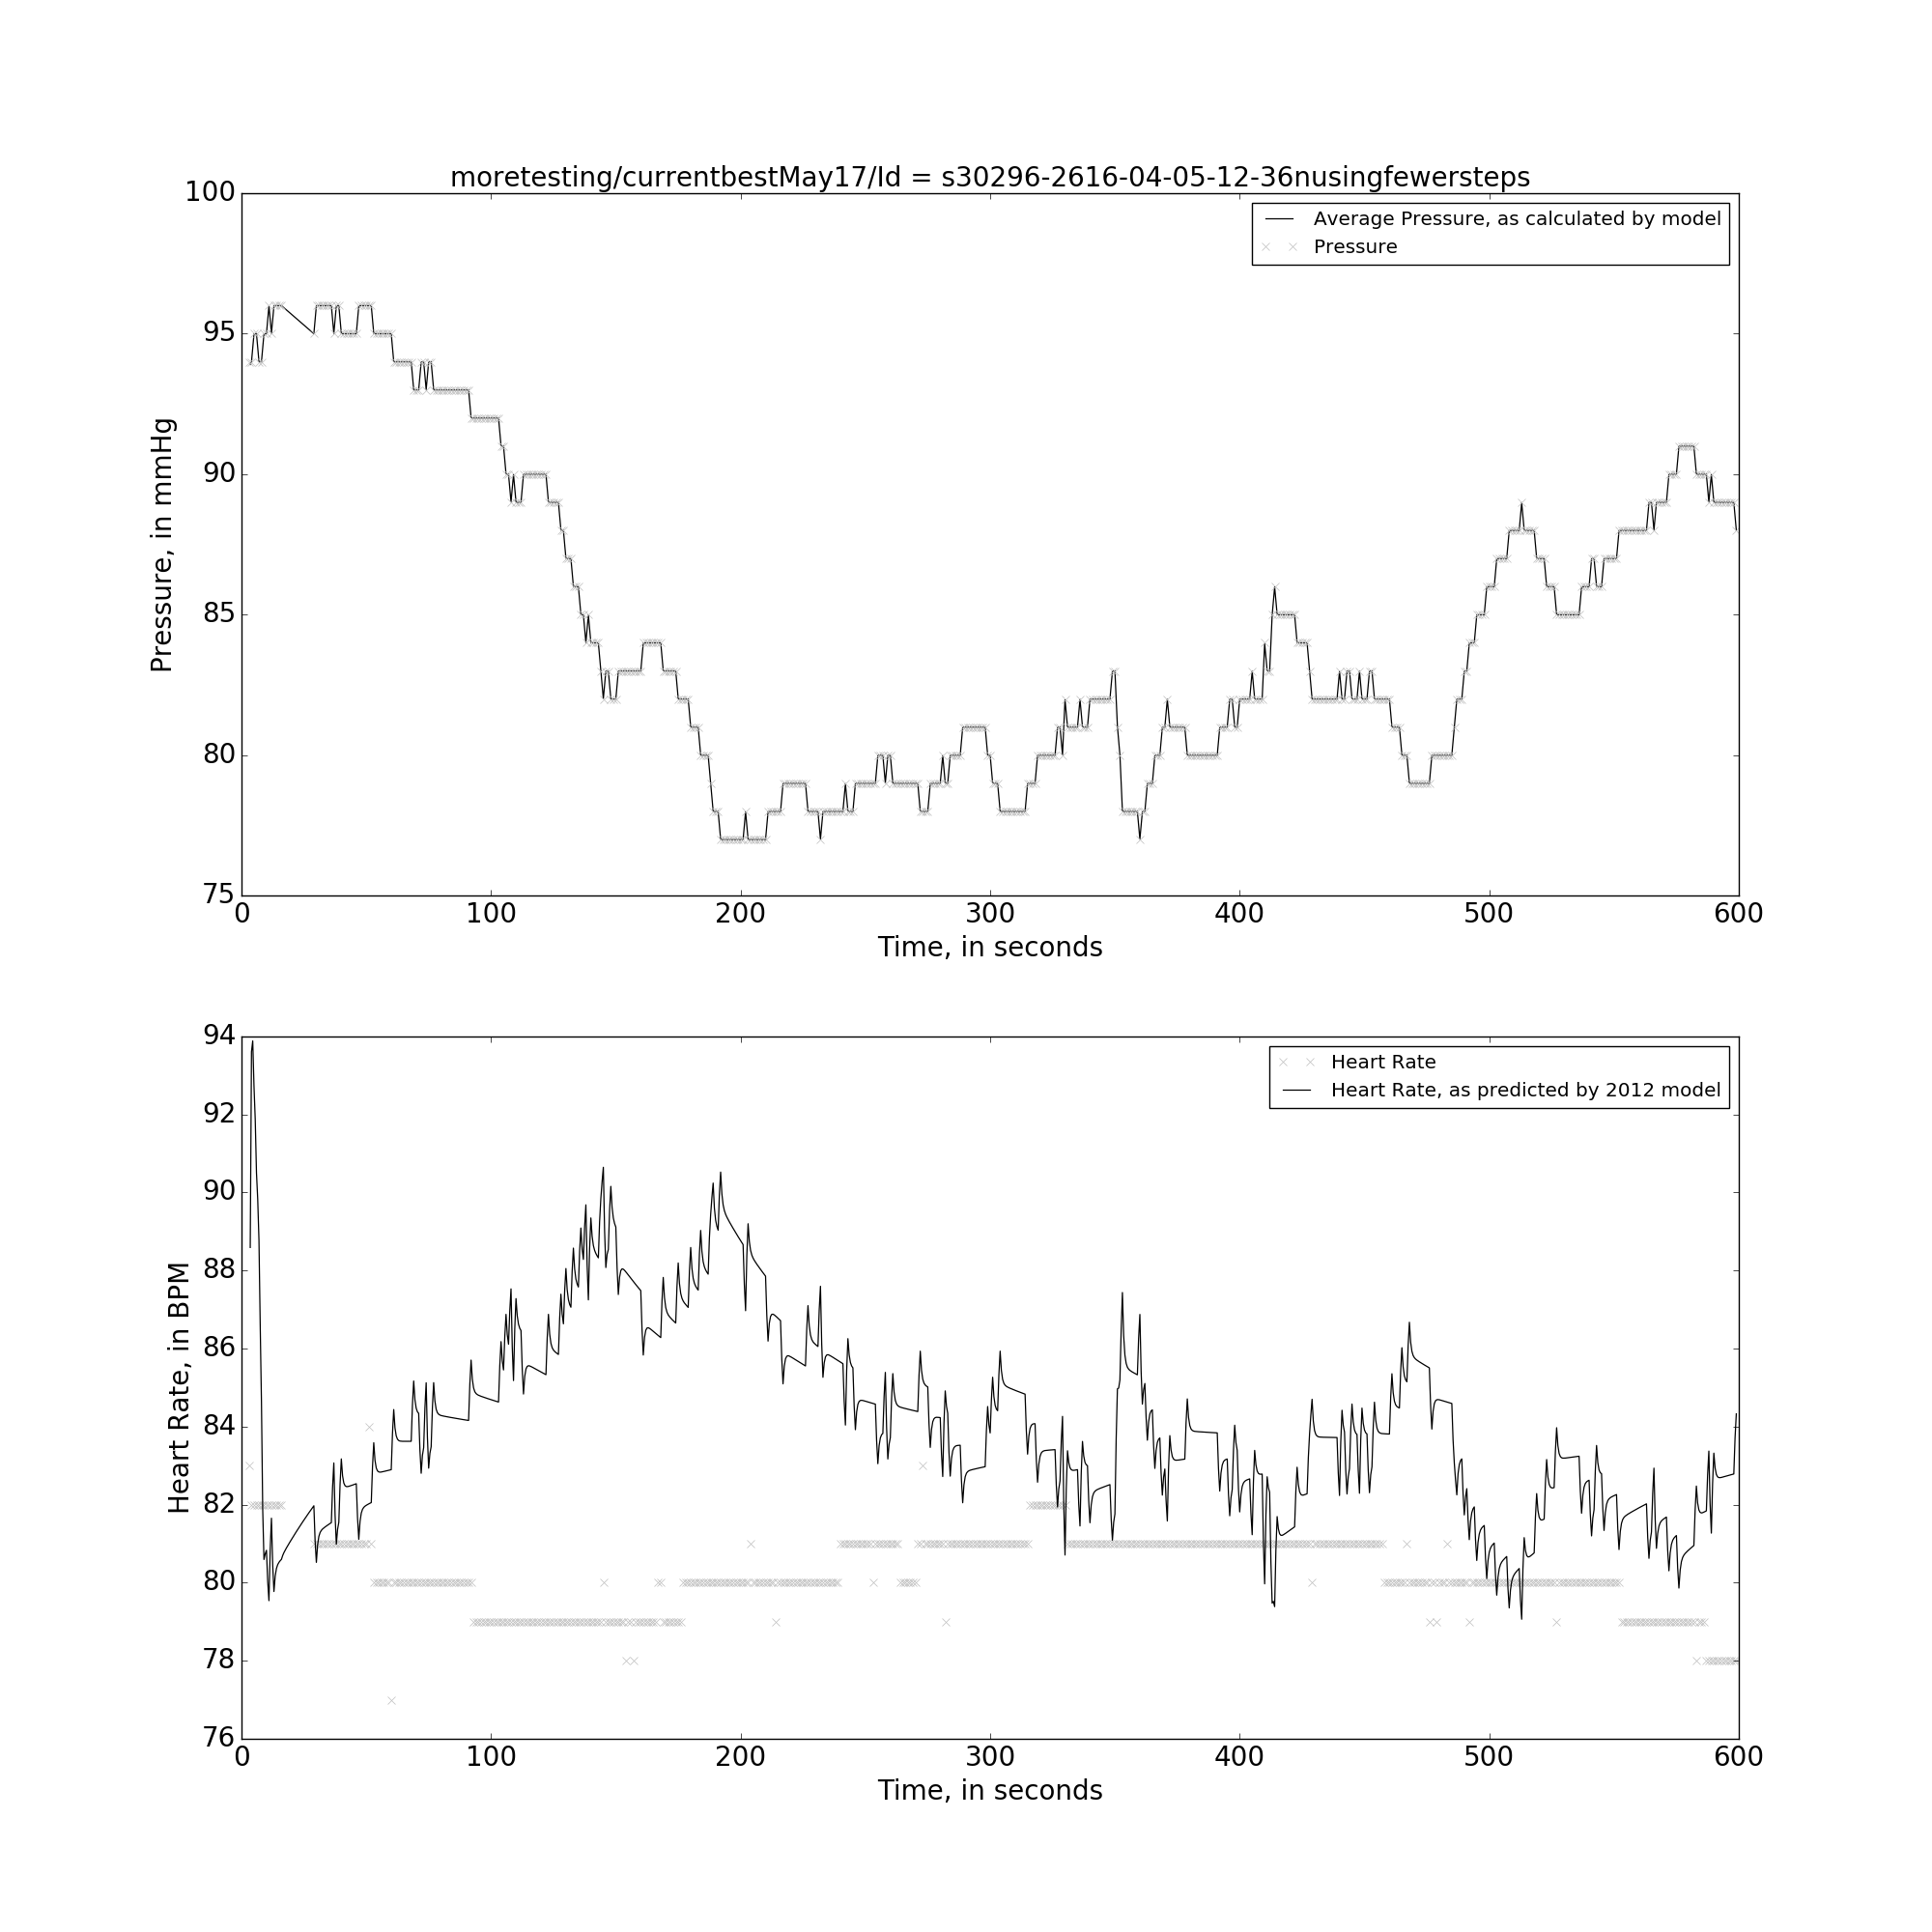 moretesting/currentbestMay17/Id = s30296-2616-04-05-12-36nusingfewersteps
100
95
90
85
80
75
Pressure, in mmHg
Average Pressure, as calculated by model
Pressure
0 100 200 300 400 500 600
Time, in seconds
94
92
90
88
86
84
82
80
78
76
Heart Rate, in BPM
Heart Rate
Heart Rate, as predicted by 2012 model
0 100 200 300 400 500 600
Time, in seconds